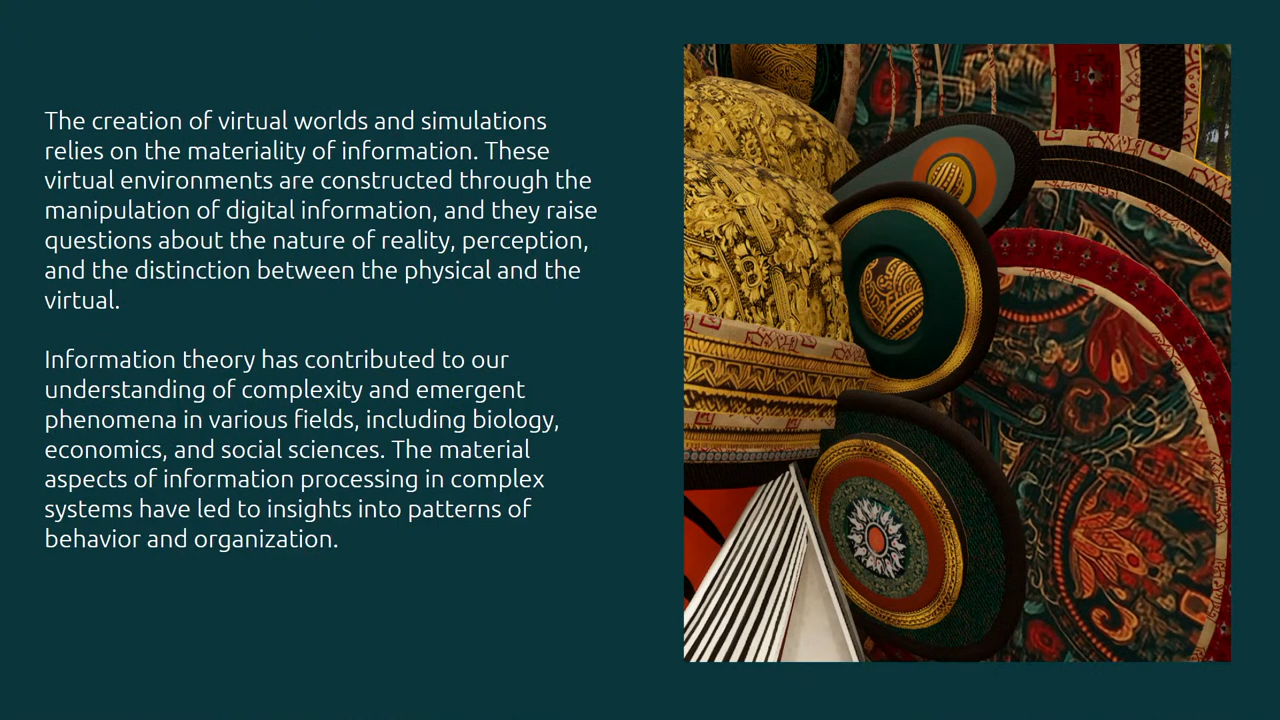 The creation of virtual worlds and simulations
relies on the materiality of information. These
virtual environments are constructed through the
manipulation of digital information, and they raise
questions about the nature of reality, perception,
and the distinction between the physical and the
virtual.
Information theory has contributed to our
understanding of complexity and emergent
phenomena in various fields, including biology,
economics, and social sciences. The material
aspects of information processing in complex
systems have led to insights into patterns of
behavior and organization.